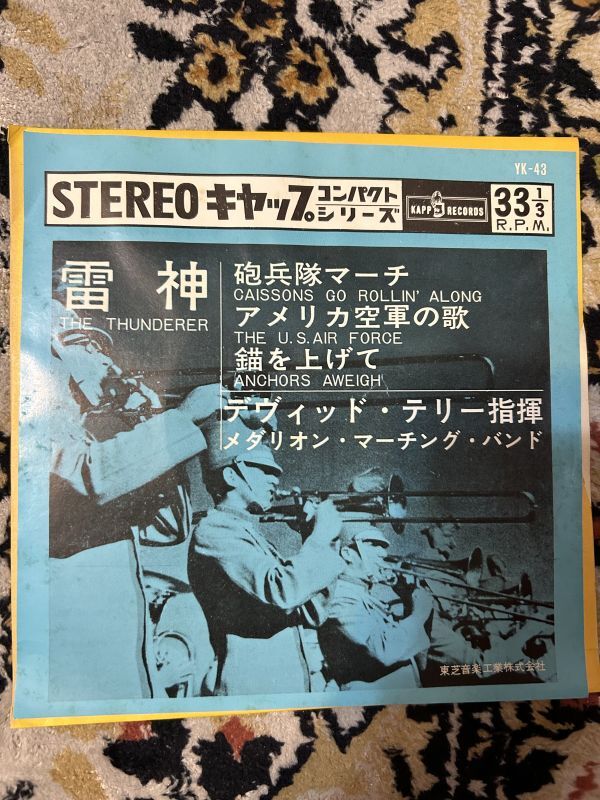 YK-43
STEREO キャップ コンパクトシリーズ KAPP RECORDS 33 1/3 R.P.M.
雷神
THE THUNDERER
砲兵隊マーチ
CAISSONS GO ROLLIN' ALONG
アメリカ空軍の歌
THE U.S. AIR FORCE
錨を上げて
ANCHORS AWEIGH
デヴィッド・テリー指揮
メダリオン・マーチング・バンド
東芝音楽工業株式会社